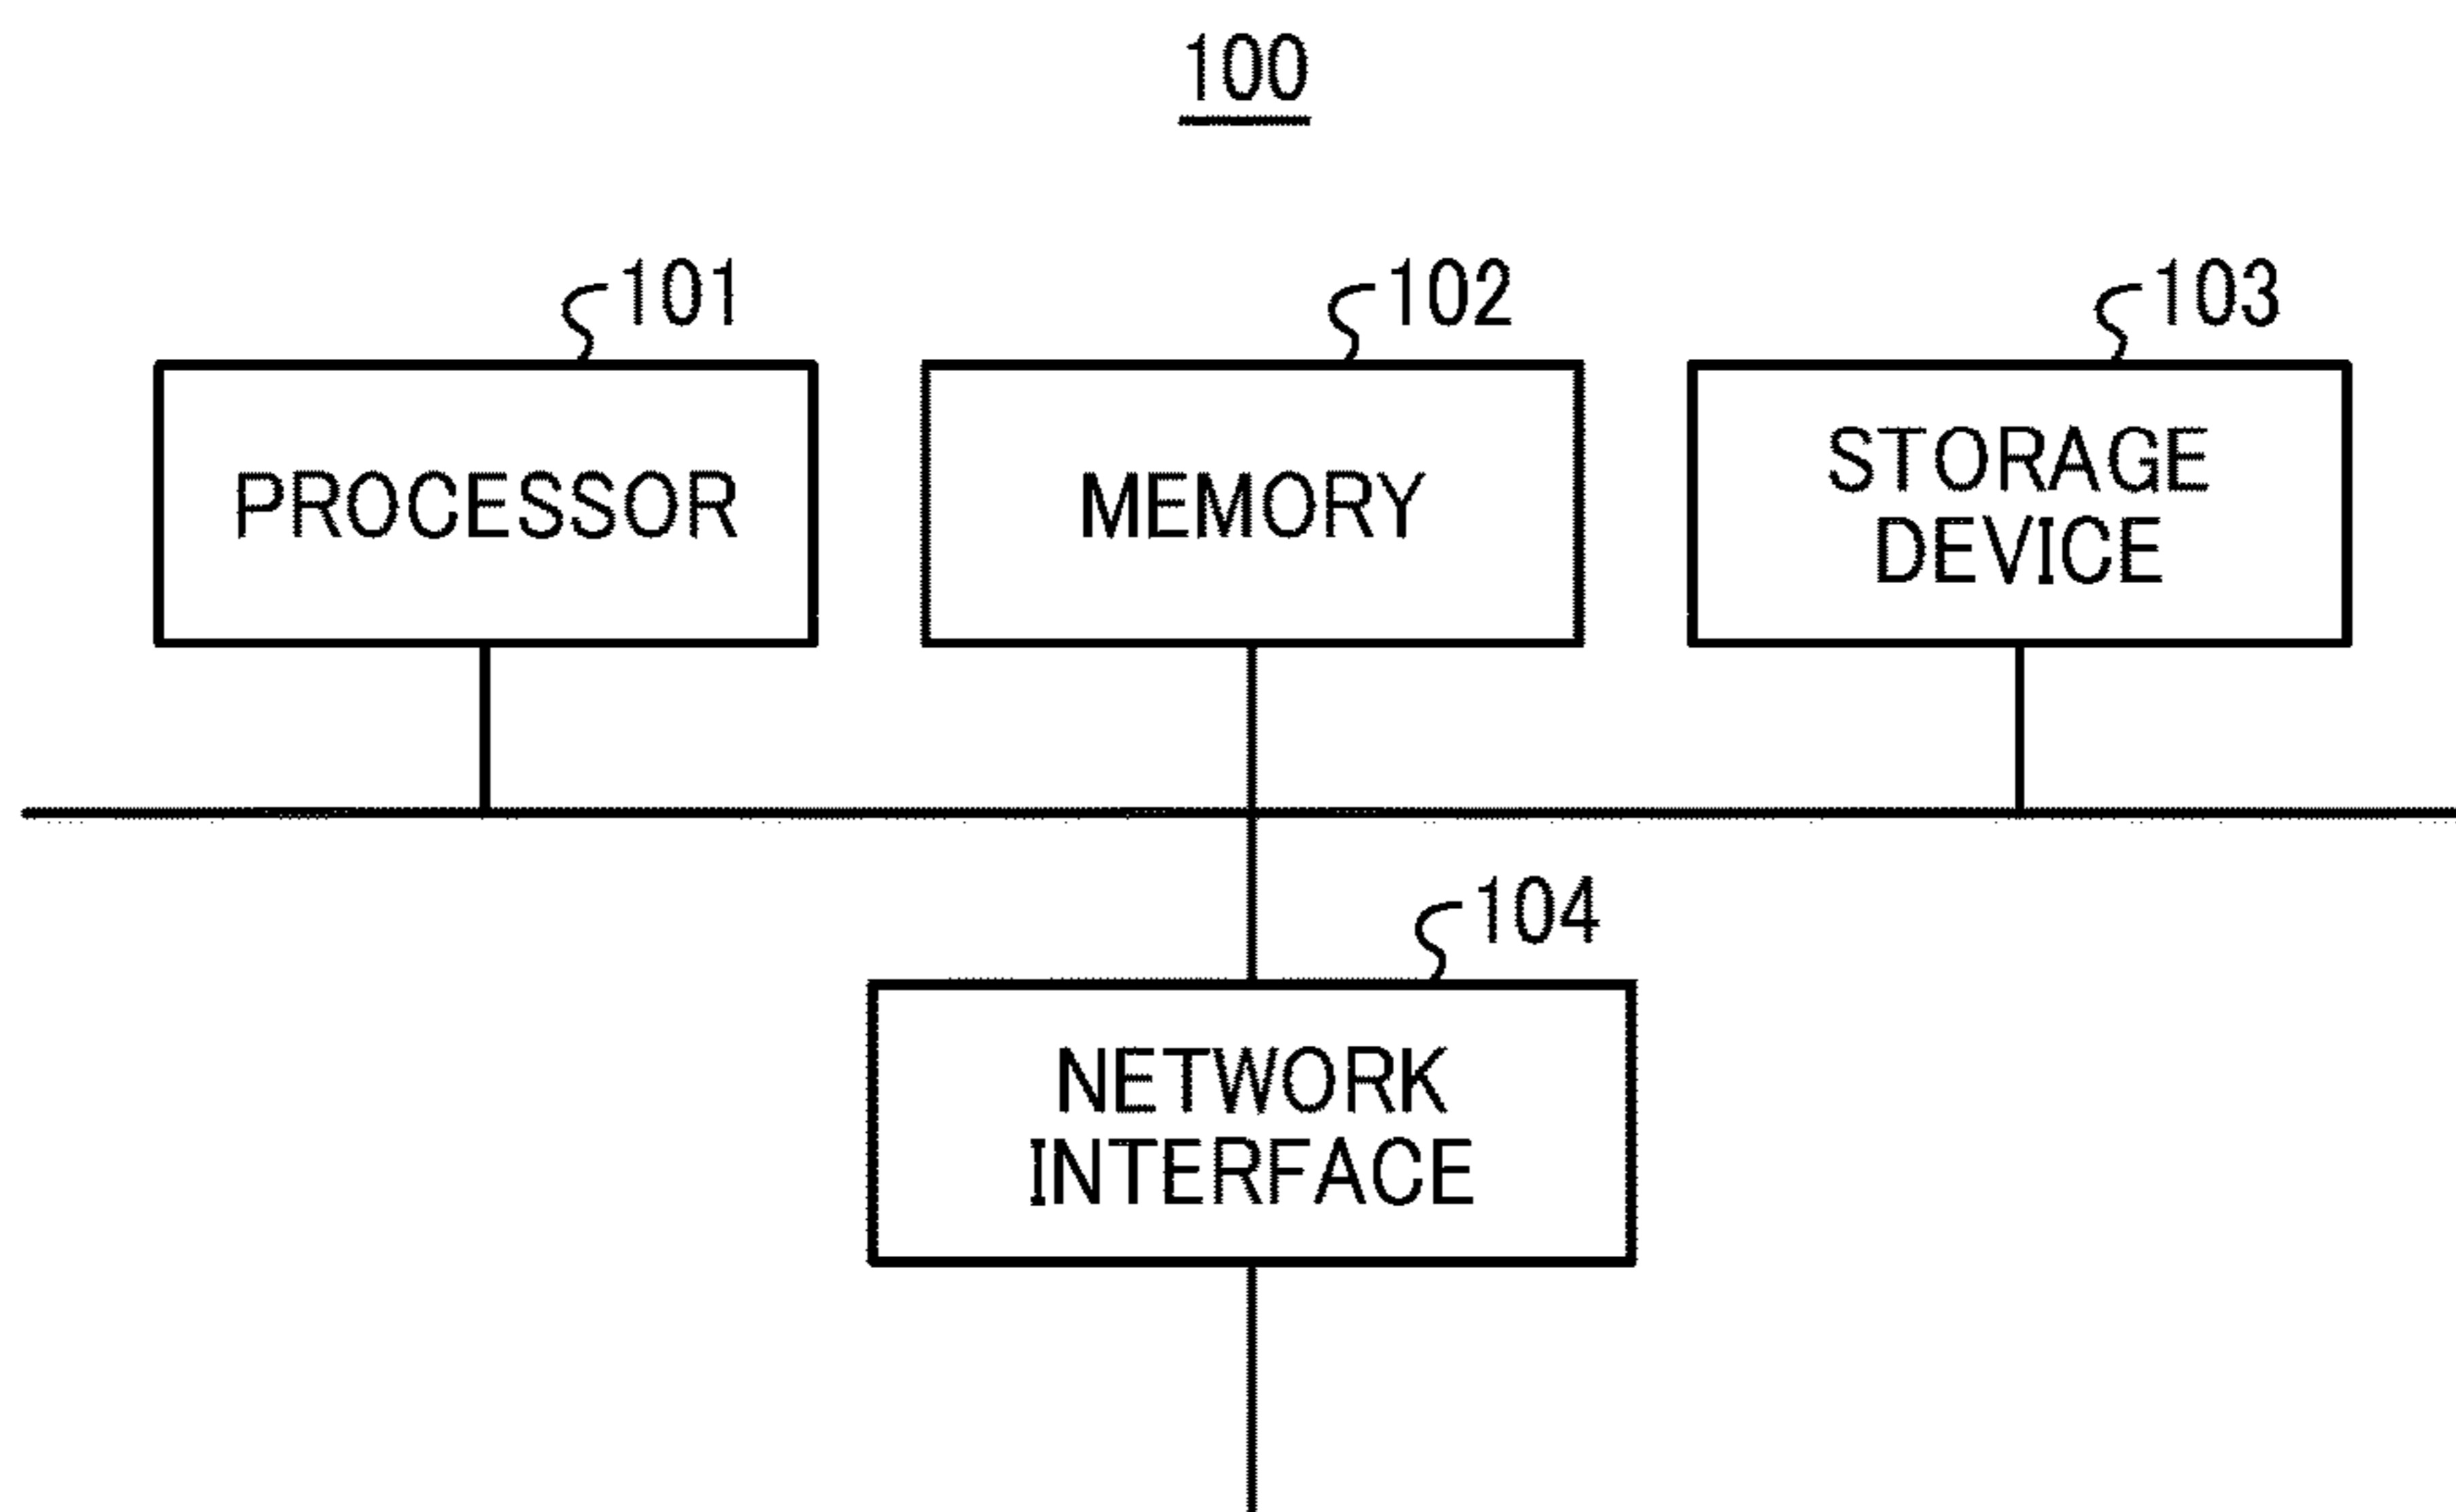 100
101
102
103
PROCESSOR
MEMORY
STORAGE
DEVICE
104
NETWORK
INTERFACE